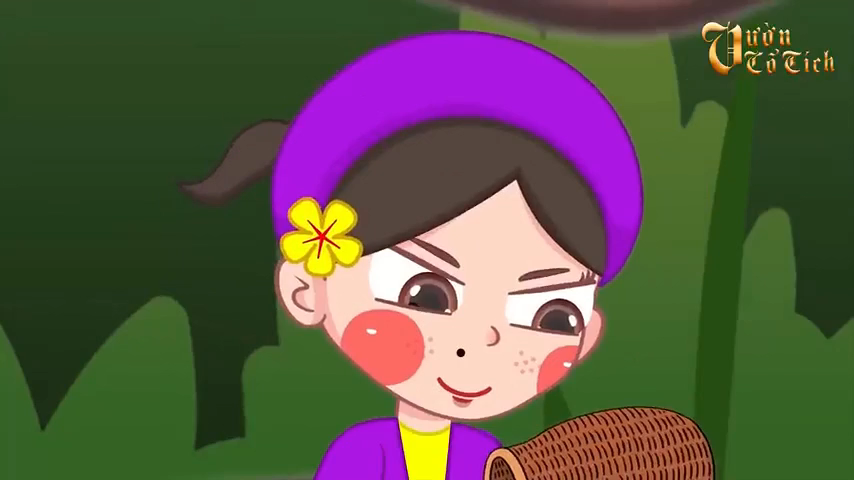 Vườn
Cổ Tích